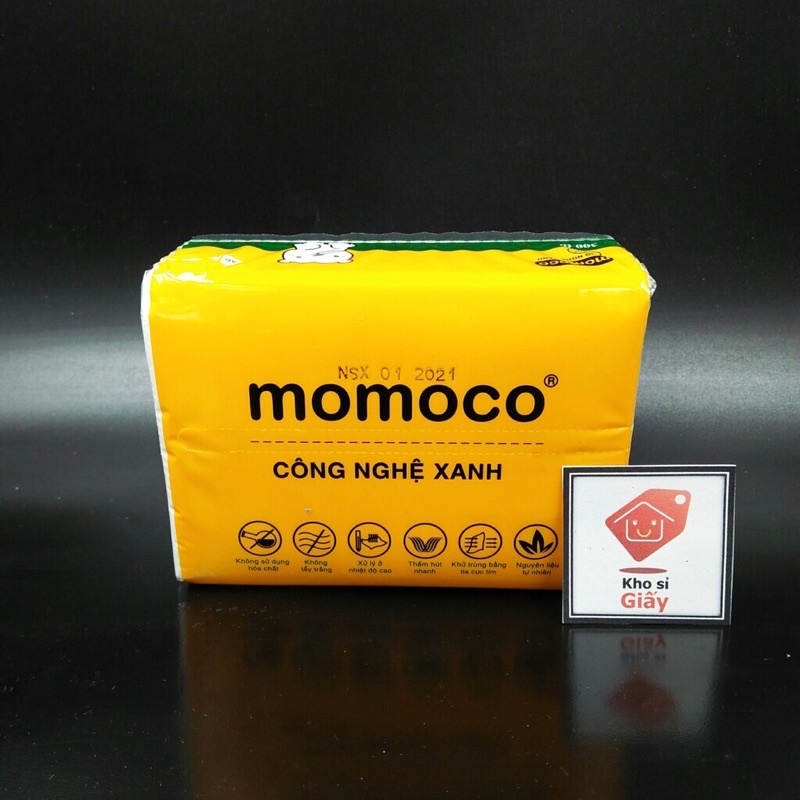 NSX 01 2021
momoco®
CÔNG NGHỆ XANH
Không sử dụng
hóa chất
Không
tẩy trắng
Xử lý ở
nhiệt độ cao
Thấm hút
nhanh
Khử trùng bằng
tia cực tím
Nguyên liệu
tự nhiên
Kho sỉ
Giấy